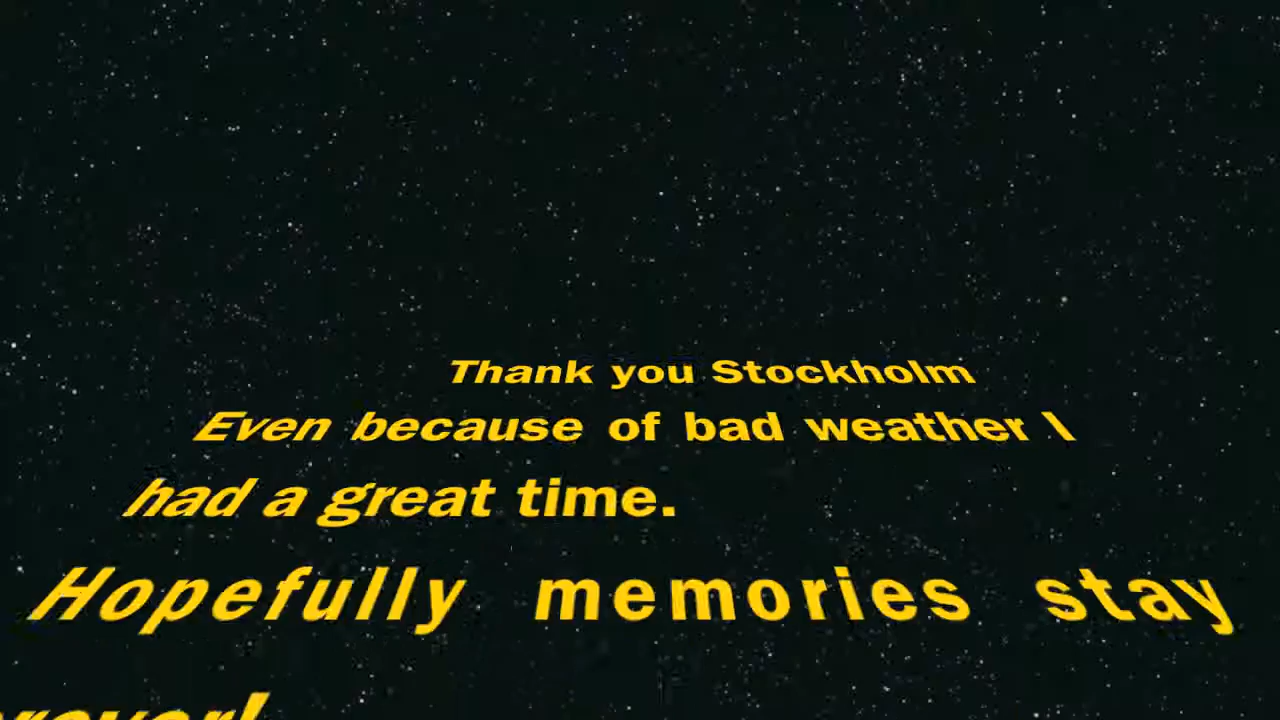 Thank you Stockholm
Even because of bad weather I
had a great time.
Hopefully memories stay